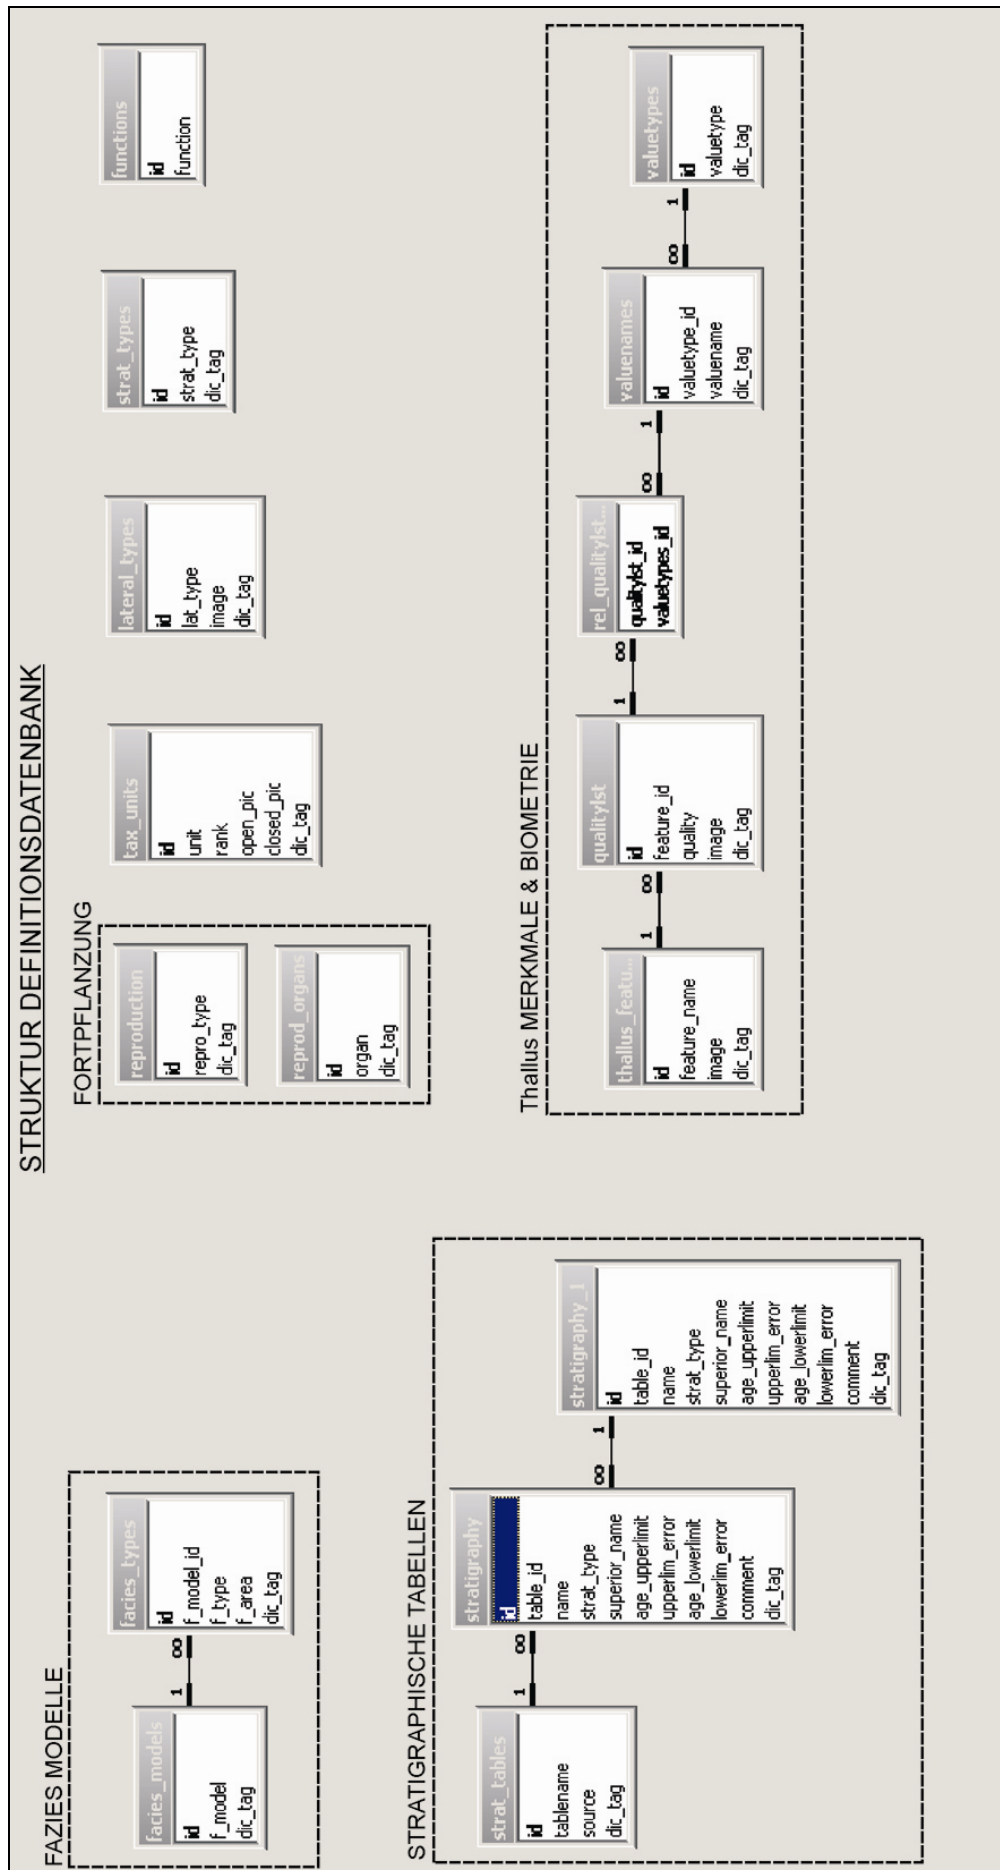 STRUKTUR DEFINITIONSDATENBANK
FAZIES MODELLE
facies_models
id
f_model
dic_tag
1
∞
facies_types
id
f_model_id
f_type
f_area
dic_tag
FORTPFLANZUNG
reproduction
id
repro_type
dic_tag
reprod_organs
id
organ
dic_tag
tax_units
id
unit
rank
open_pic
closed_pic
dic_tag
lateral_types
id
lat_type
image
dic_tag
strat_types
id
strat_type
dic_tag
functions
id
function
STRATIGRAPHISCHE TABELLEN
strat_tables
id
tablename
source
dic_tag
1
∞
stratigraphy
id
table_id
name
strat_type
superior_name
age_upperlimit
upperlim_error
age_lowerlimit
lowerlim_error
comment
dic_tag
∞
1
stratigraphy_1
id
table_id
name
strat_type
superior_name
age_upperlimit
upperlim_error
age_lowerlimit
lowerlim_error
comment
dic_tag
Thallus MERKMALE & BIOMETRIE
thallus_featu...
id
feature_name
image
dic_tag
1
∞
qualitylst
id
feature_id
quality
image
dic_tag
1
∞
rel_qualitylst...
qualitylst_id
valuetypes_id
∞
1
valuenames
id
valuetype_id
valuename
dic_tag
∞
1
valuetypes
id
valuetype
dic_tag